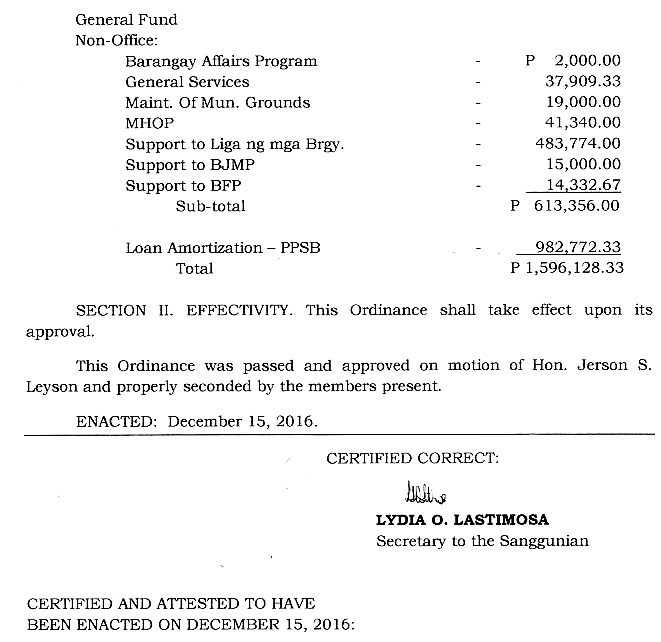 General Fund
Non-Office:
Barangay Affairs Program - P 2,000.00
General Services - 37,909.33
Maint. Of Mun. Grounds - 19,000.00
MHOP - 41,340.00
Support to Liga ng mga Brgy. - 483,774.00
Support to BJMP - 15,000.00
Support to BFP - 14,332.67
Sub-total P 613,356.00
Loan Amortization – PPSB - 982,772.33
Total P 1,596,128.33
SECTION II. EFFECTIVITY. This Ordinance shall take effect upon its
approval.
This Ordinance was passed and approved on motion of Hon. Jerson S.
Leyson and properly seconded by the members present.
ENACTED: December 15, 2016.
CERTIFIED CORRECT:
LYDIA O. LASTIMOSA
Secretary to the Sanggunian
CERTIFIED AND ATTESTED TO HAVE
BEEN ENACTED ON DECEMBER 15, 2016: